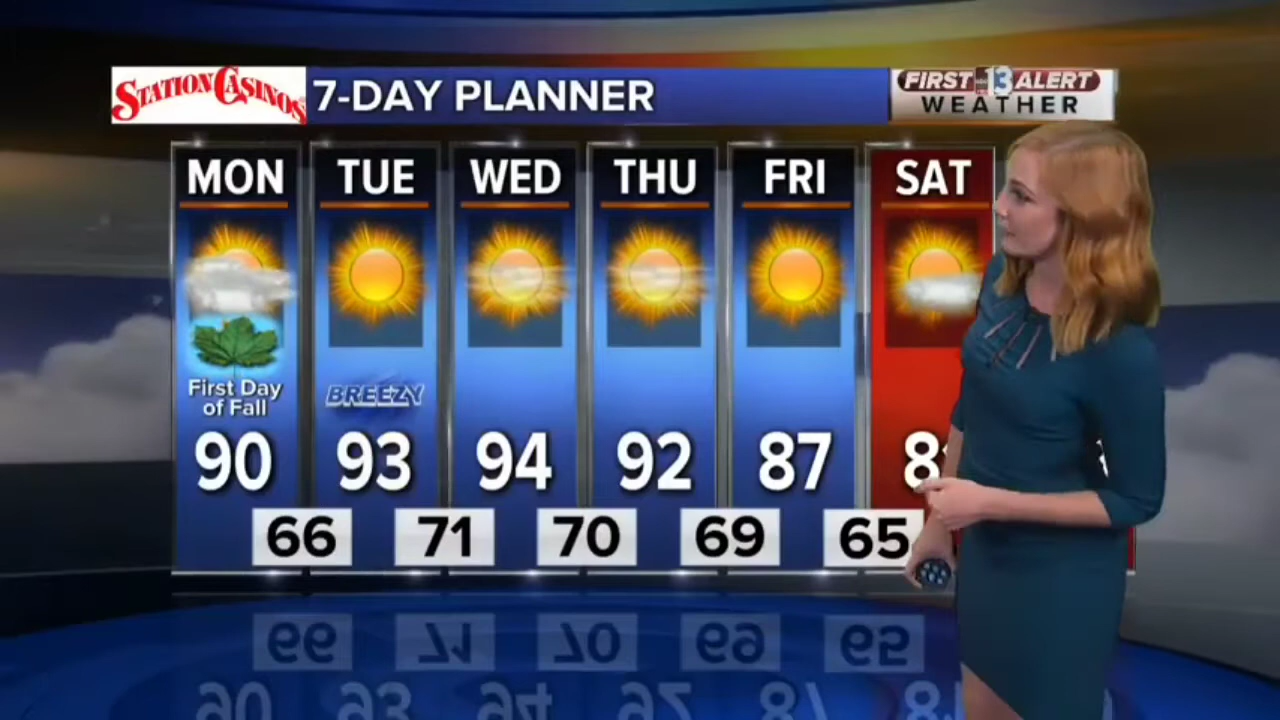 STATION CASINOS 7-DAY PLANNER FIRST 13 ALERT
WEATHER
MON TUE WED THU FRI SAT
First Day
of Fall BREEZY
90 93 94 92 87
66 71 70 69 65